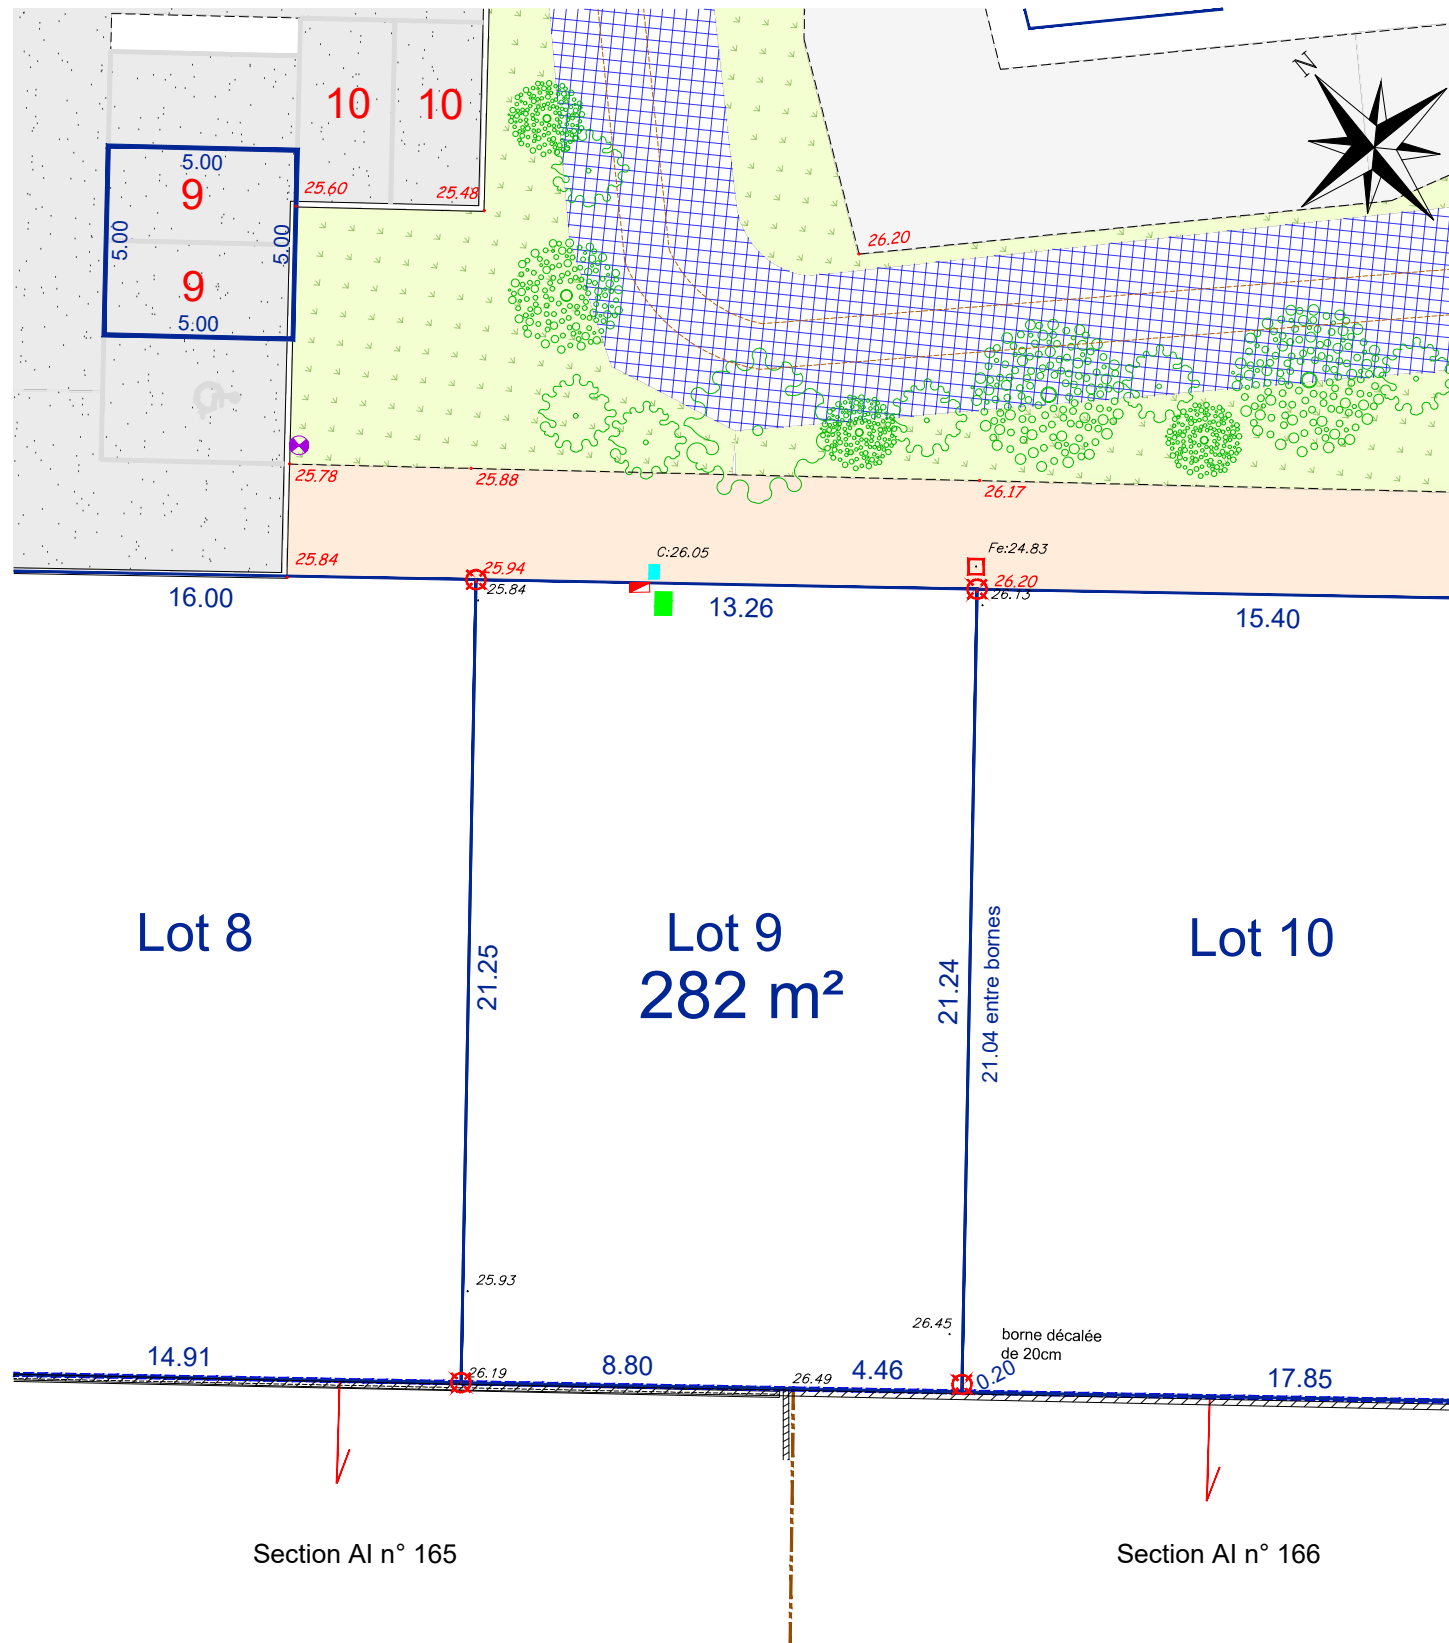 N
10
10
5.00
9
5.00
5.00
9
5.00
25.60
25.48
26.20
25.78
25.88
26.17
25.84
25.94
25.84
C:26.05
Fe:24.83
26.20
26.13
16.00
13.26
15.40
Lot 8
Lot 9
282 m²
Lot 10
21.25
21.24
21.04 entre bornes
25.93
26.45
borne décalée
de 20cm
14.91
26.19
8.80
26.49
4.46
0.20
17.85
Section AI n° 165
Section AI n° 166